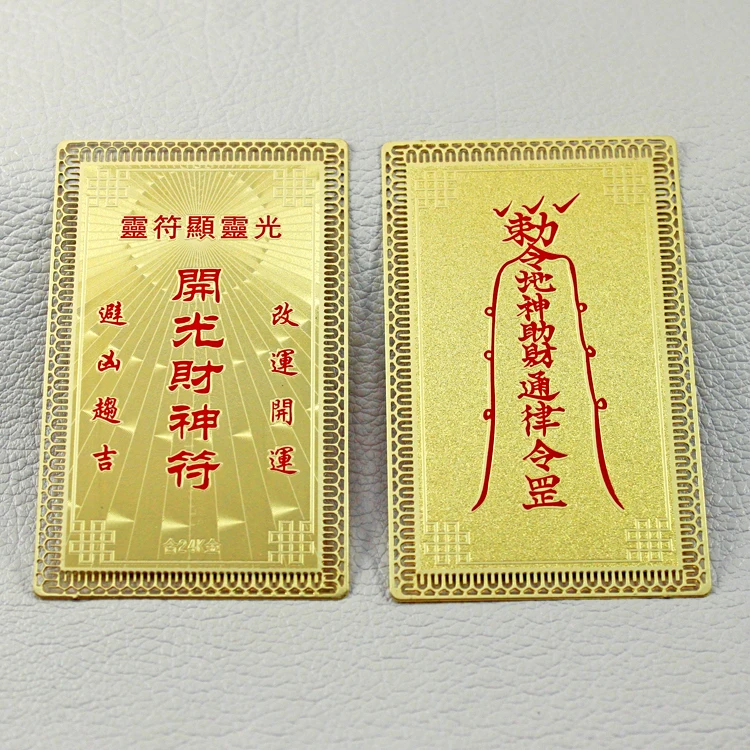 靈符顯靈光
改運開運
開光財神符
避凶趨吉
含24K金
勅令地神助財通律令罡